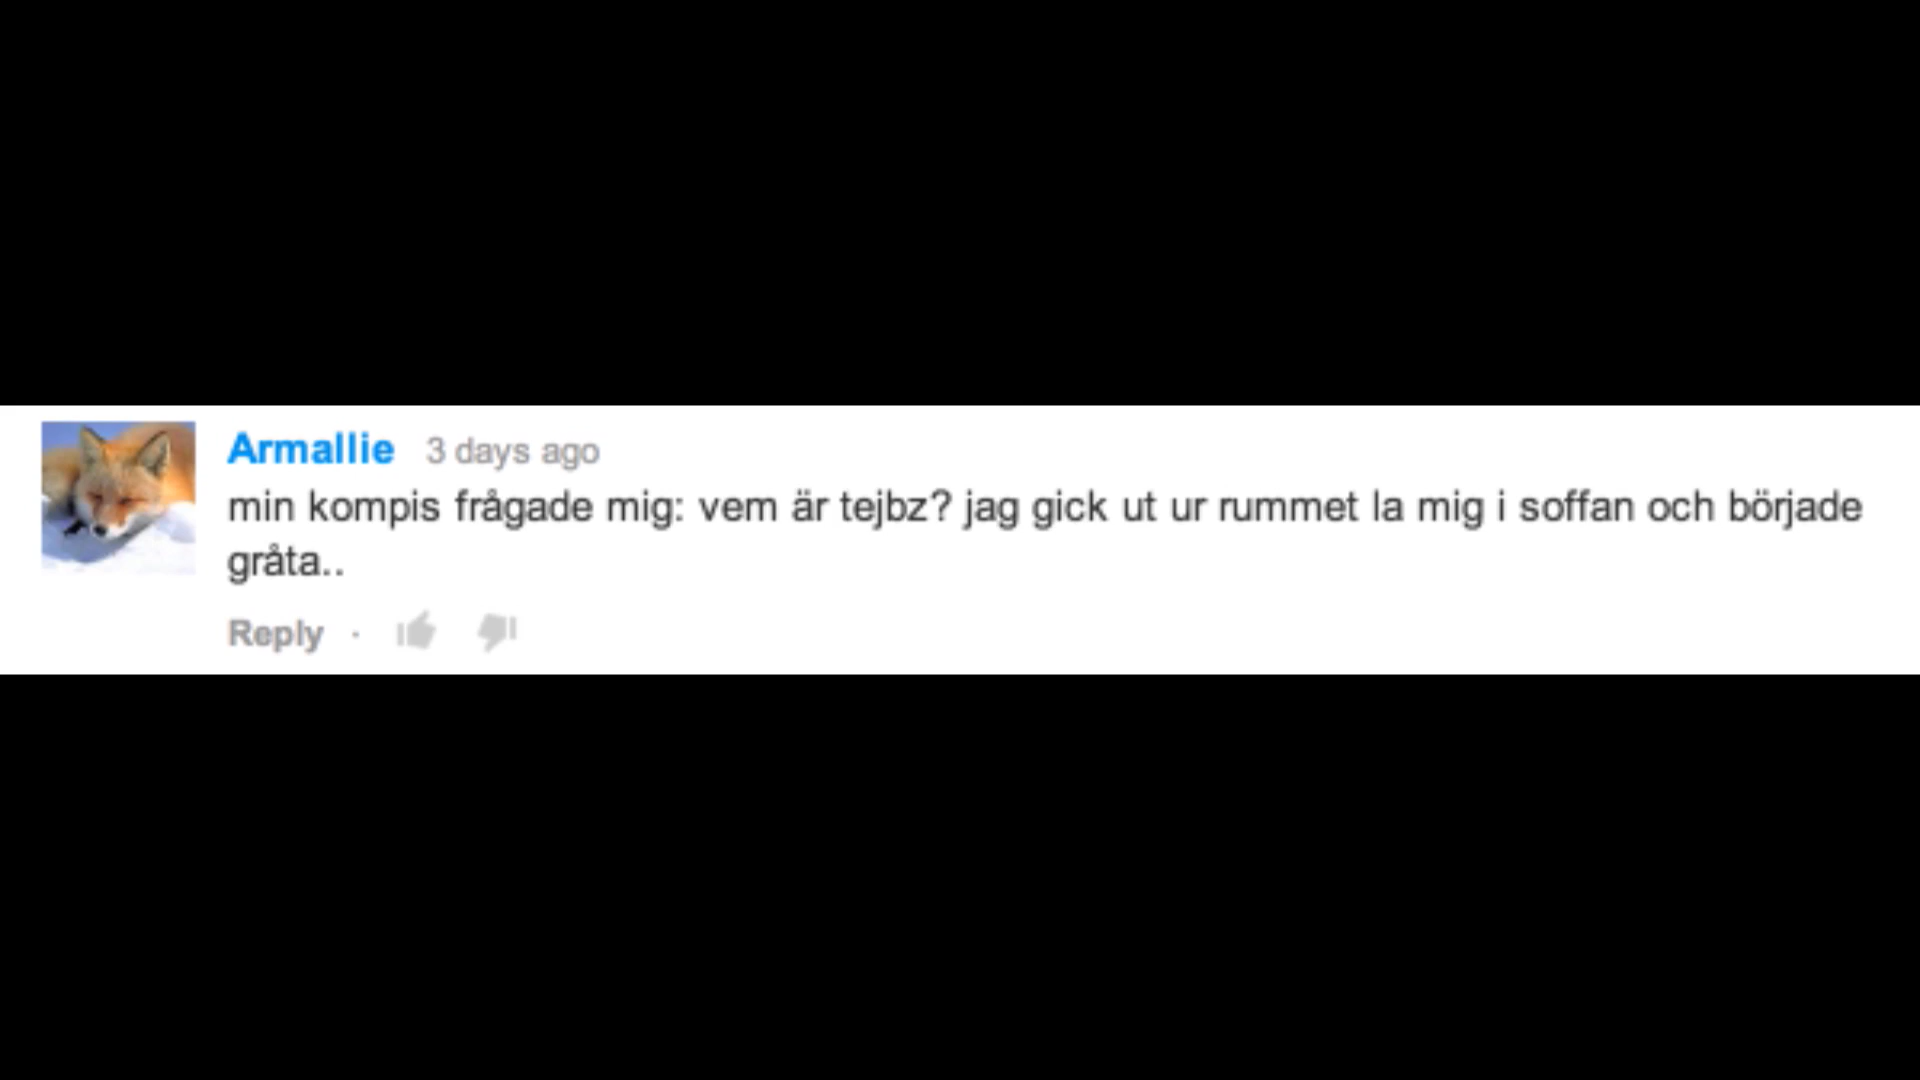 Armallie 3 days ago
min kompis frågade mig: vem är tejbz? jag gick ut ur rummet la mig i soffan och började
gråta..
Reply ·